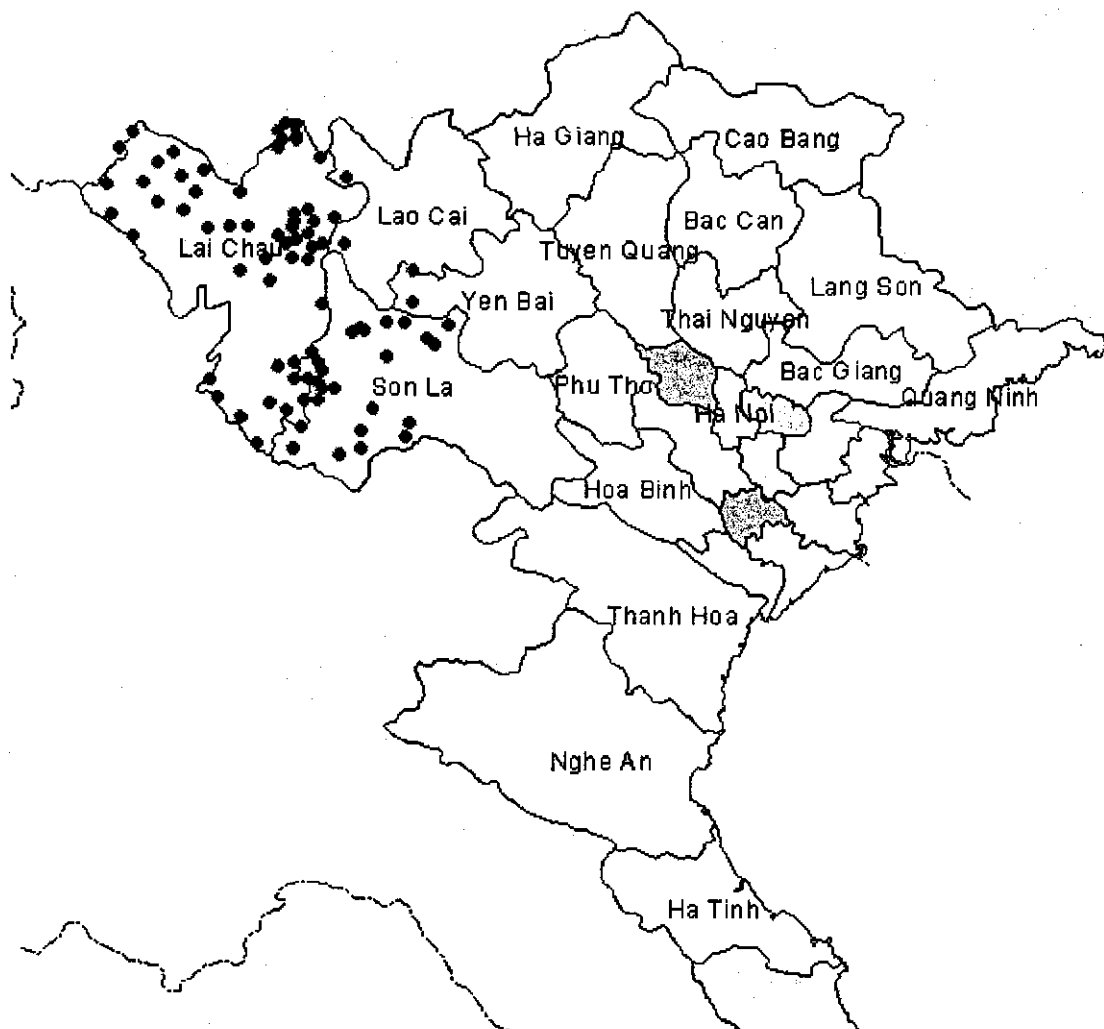 Ha Giang
Cao Bang
Lao Cai
Bac Can
Lai Chau
Tuyen Quang
Lang Son
Yen Bai
Thai Nguyen
Son La
Phu Tho
Bac Giang
Quang Ninh
Ha Noi
Hoa Binh
Thanh Hoa
Nghe An
Ha Tinh